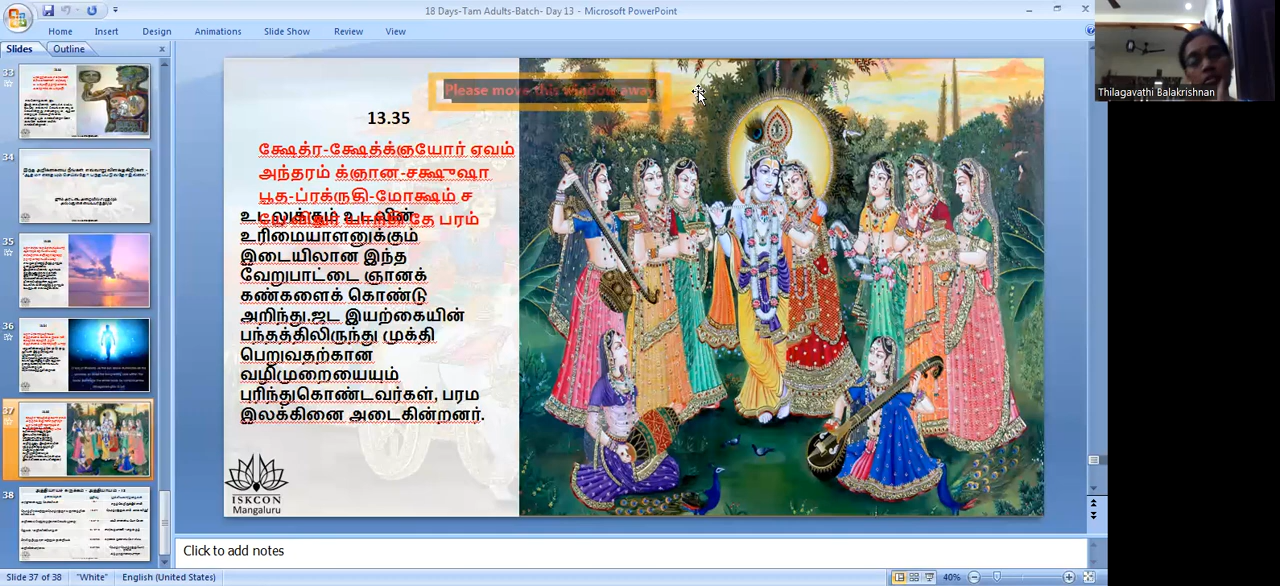 18 Days-Tam Adults-Batch- Day 13 - Microsoft PowerPoint
Home Insert Design Animations Slide Show Review View
Slides Outline
Please move this window away
13.35
க்ஷேத்ர-க்ஷேக்க்ஞயோர் ஏவம்
அந்தரம் க்ஞான-சக்ஷுஷா
பூத-ப்ரக்ருதி-மோக்ஷம் ச
தே பரம்
உடலுக்கும் உடலின்
உரிமையாளனுக்கும்
இடையிலான இந்த
வேறுபாட்டை ஞானக்
கண்களைக் கொண்டு
அறிந்து.ஜட இயற்கையின்
பந்தத்திலிருந்து முக்தி
பெறுவதற்கான
வழிமுறையையும்
புரிந்துகொண்டவர்கள், பரம
இலக்கினை அடைகின்றனர்.
ISKCON
Mangaluru
33
34
35
36
37
38
Click to add notes
Slide 37 of 38 "White" English (United States) 40%
Thilagavathi Balakrishnan